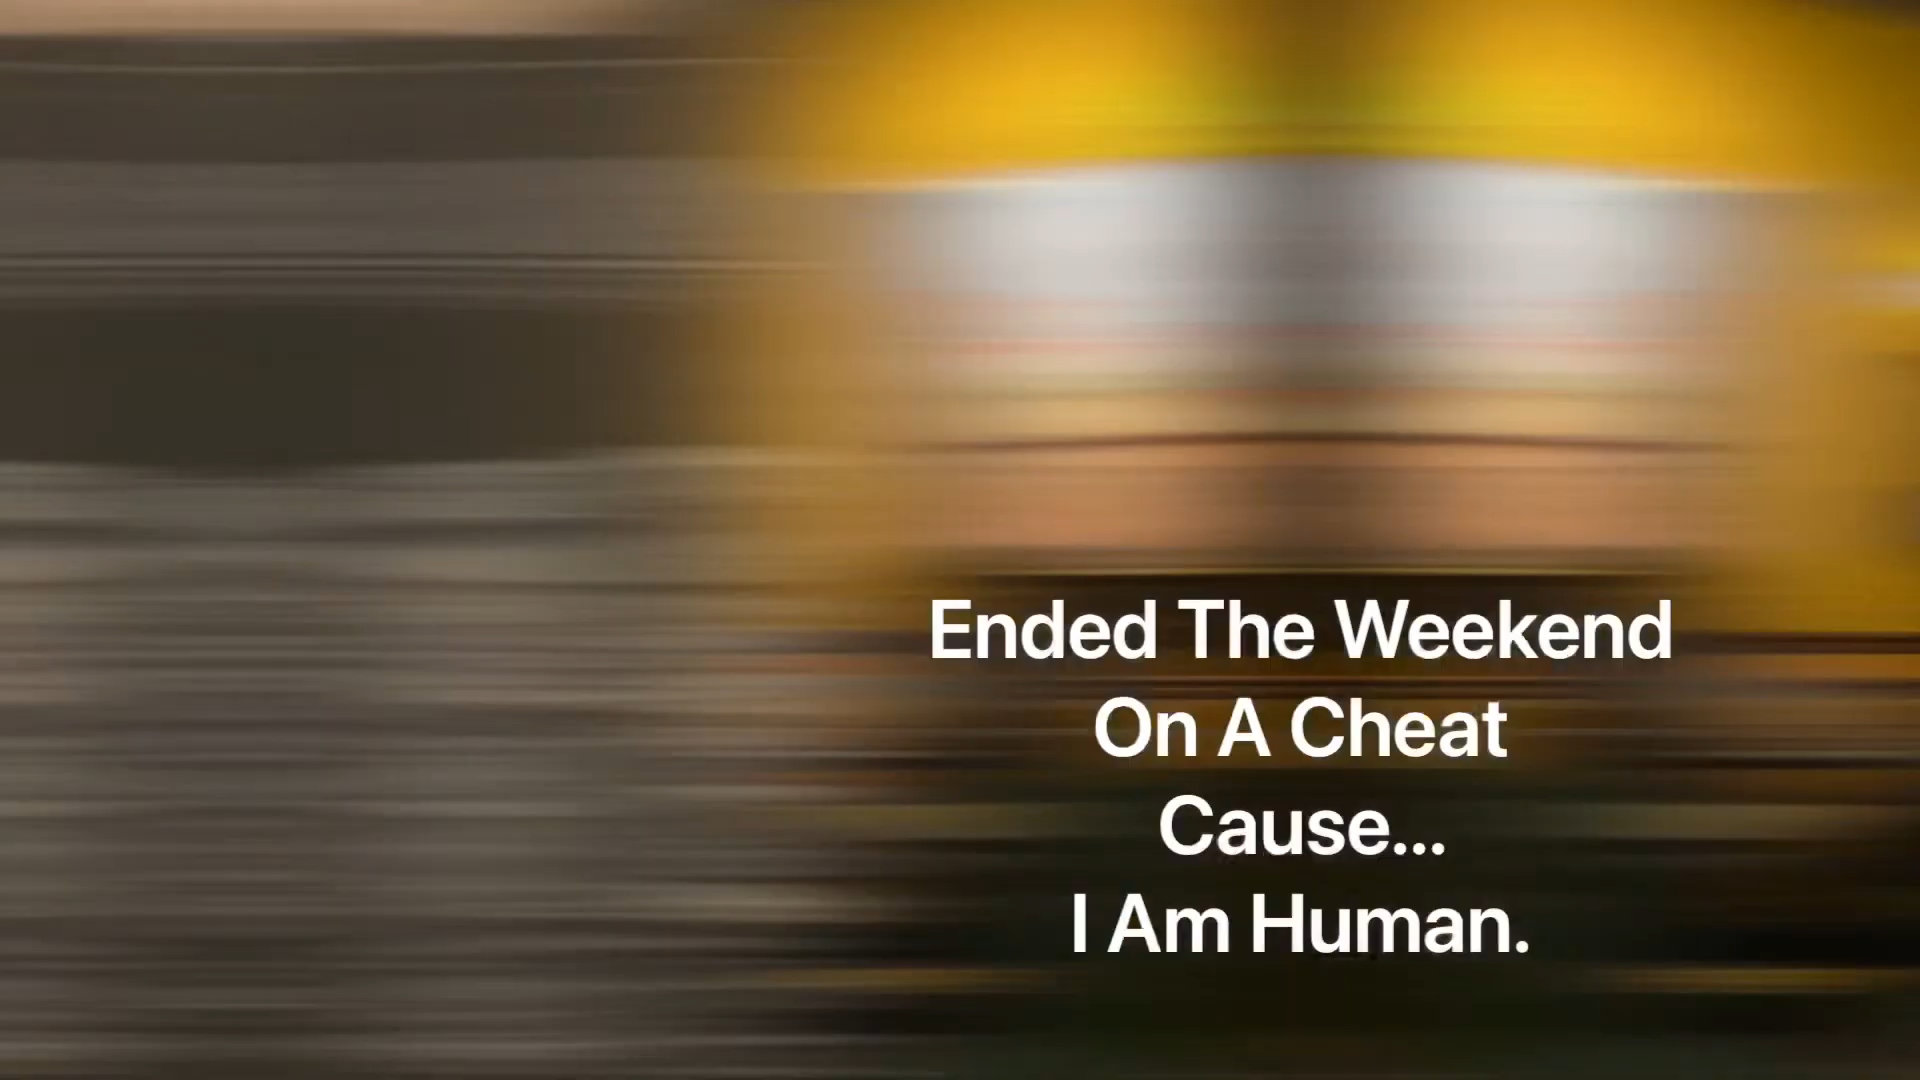 Ended The Weekend
On A Cheat
Cause...
I Am Human.